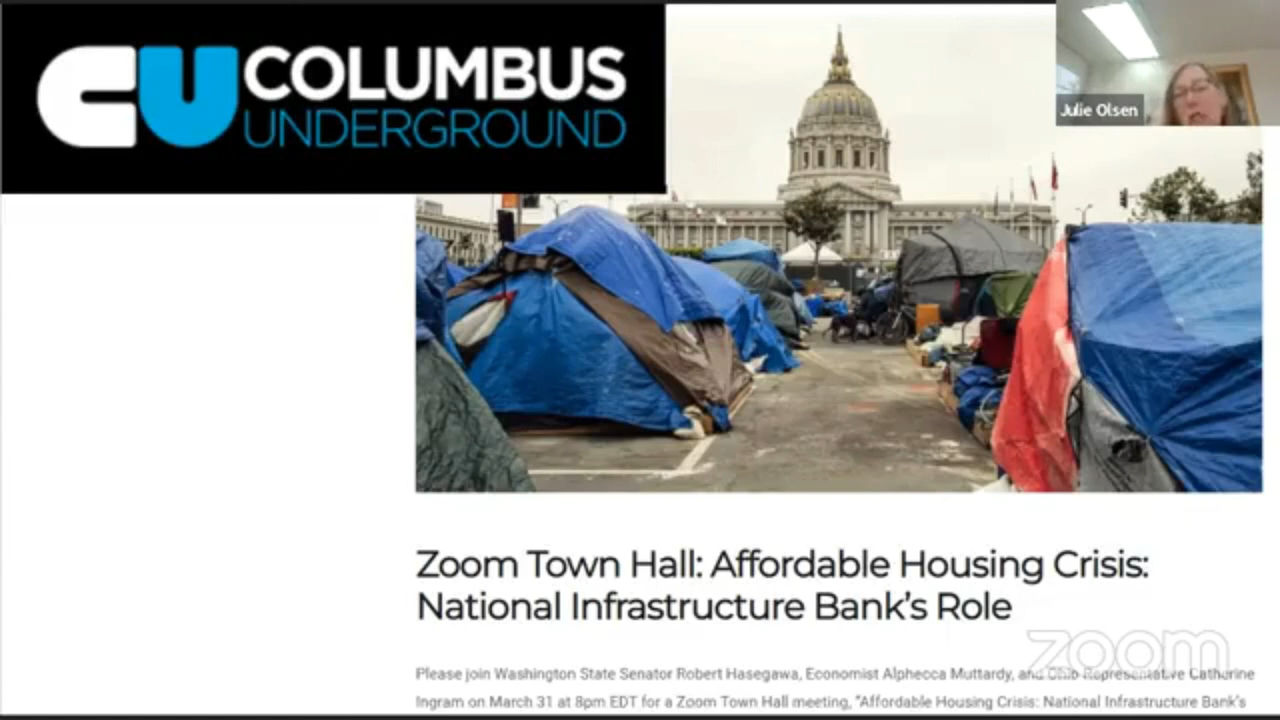 COLUMBUS
UNDERGROUND
Julie Olsen
Zoom Town Hall: Affordable Housing Crisis:
National Infrastructure Bank's Role
zoom
Please join Washington State Senator Robert Hasegawa, Economist Alphecca Muttardy, and Ohio Representative Catherine
Ingram on March 31 at 8pm EDT for a Zoom Town Hall meeting, "Affordable Housing Crisis: National Infrastructure Bank's